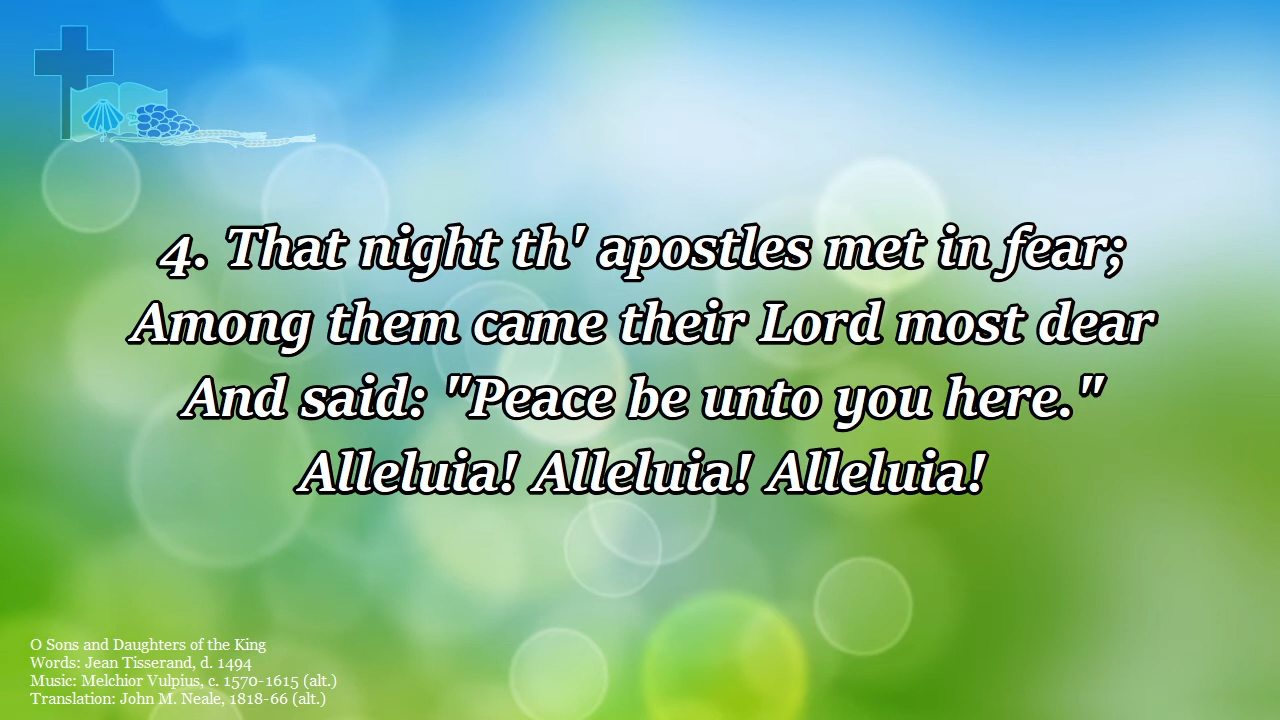 4. That night th' apostles met in fear;
Among them came their Lord most dear
And said: "Peace be unto you here."
Alleluia! Alleluia! Alleluia!
O Sons and Daughters of the King
Words: Jean Tisserand, d. 1494
Music: Melchior Vulpius, c. 1570-1615 (alt.)
Translation: John M. Neale, 1818-66 (alt.)